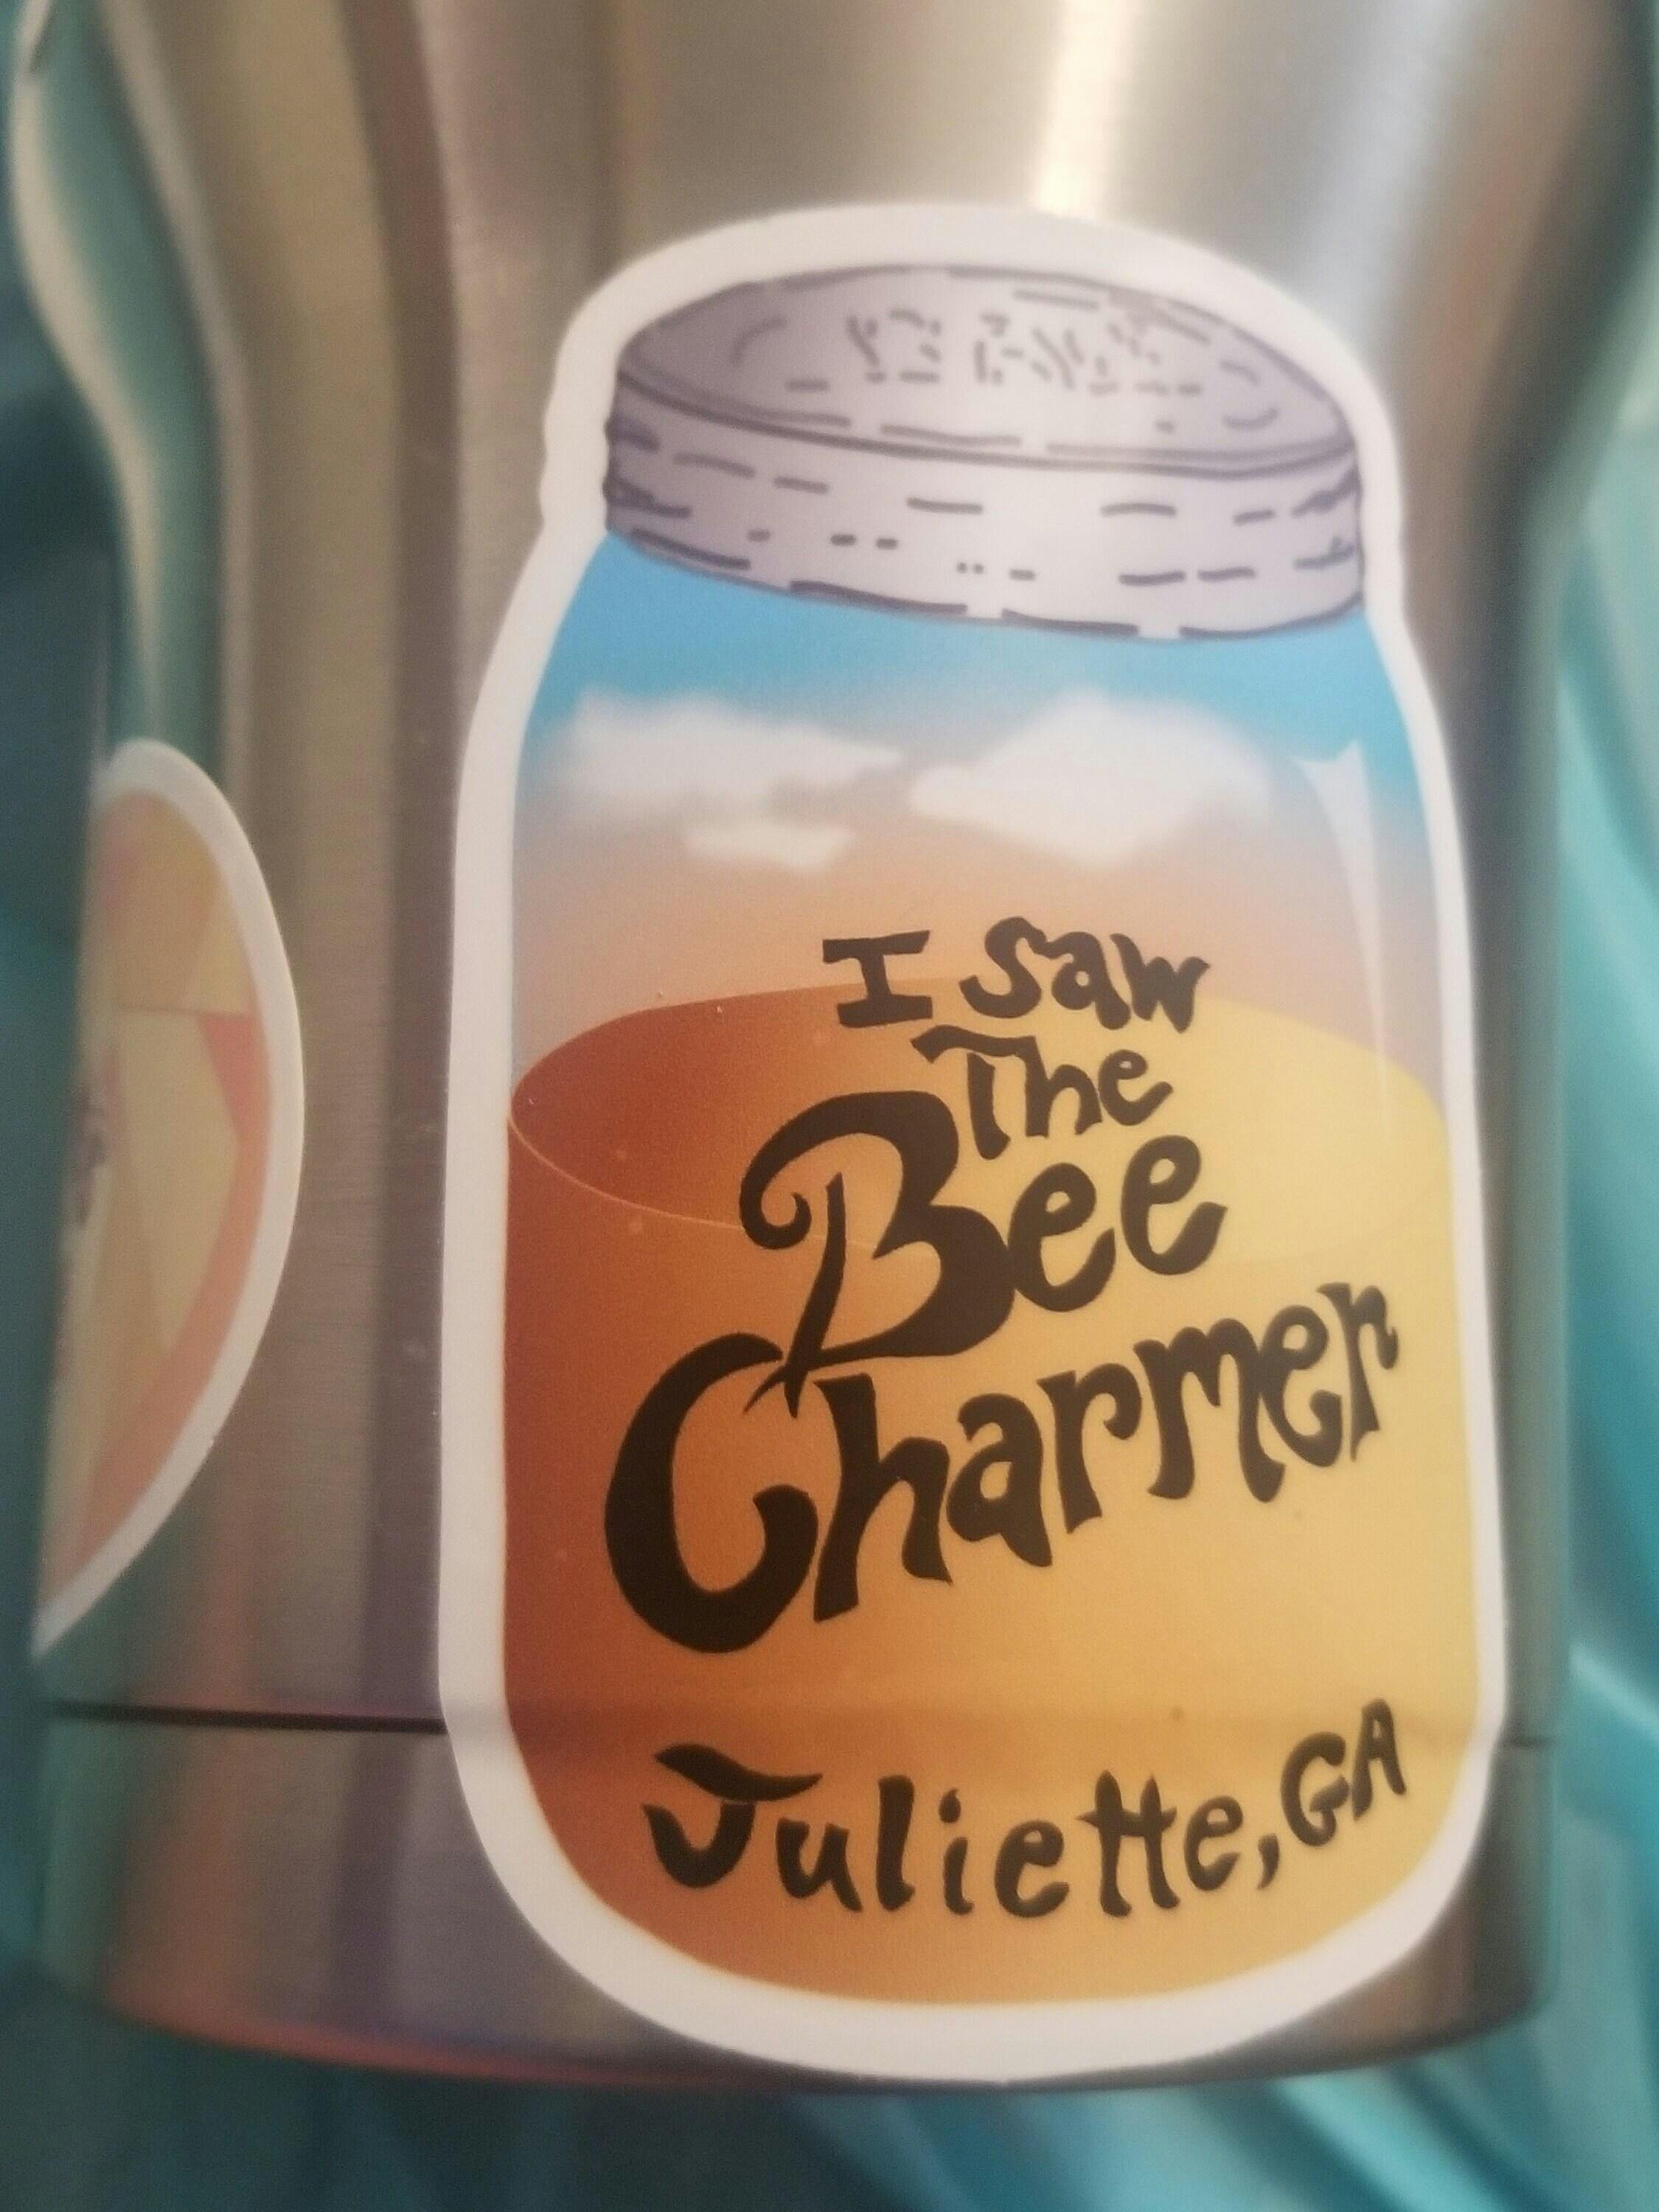 I Saw
The
Bee
Charmer
Juliette, GA